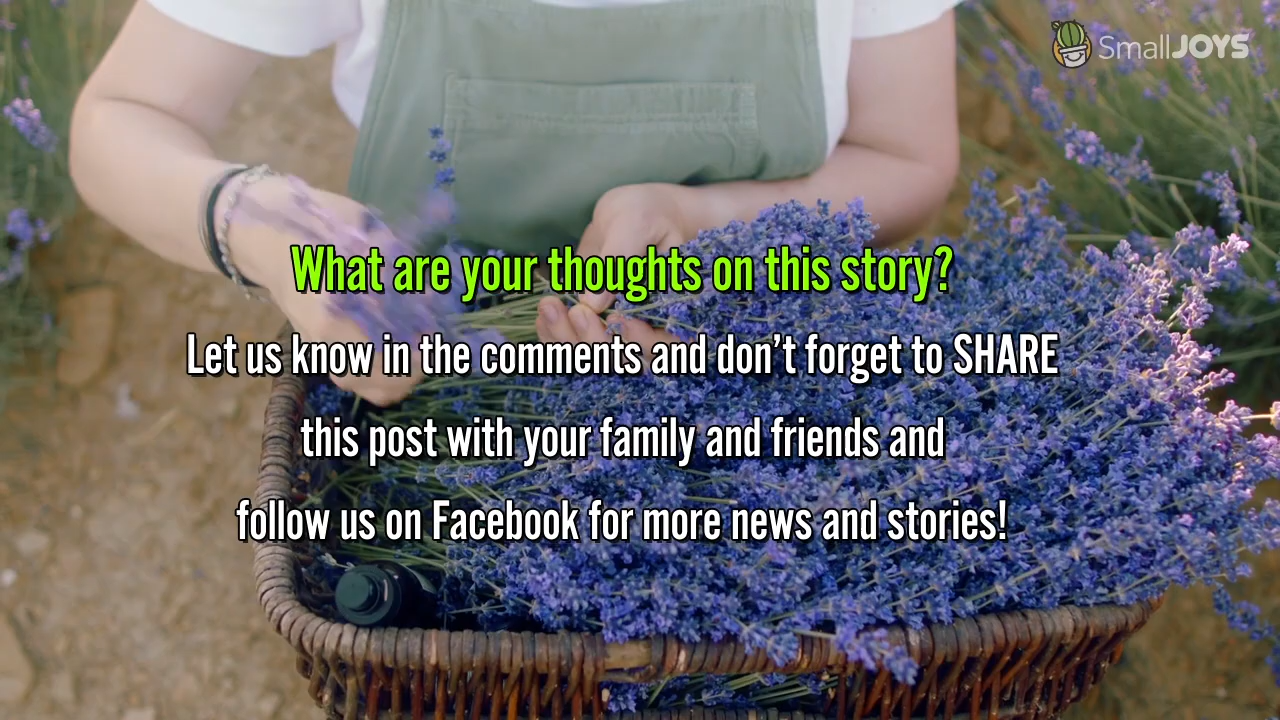 SmallJOYS
What are your thoughts on this story?
Let us know in the comments and don’t forget to SHARE
this post with your family and friends and
follow us on Facebook for more news and stories!